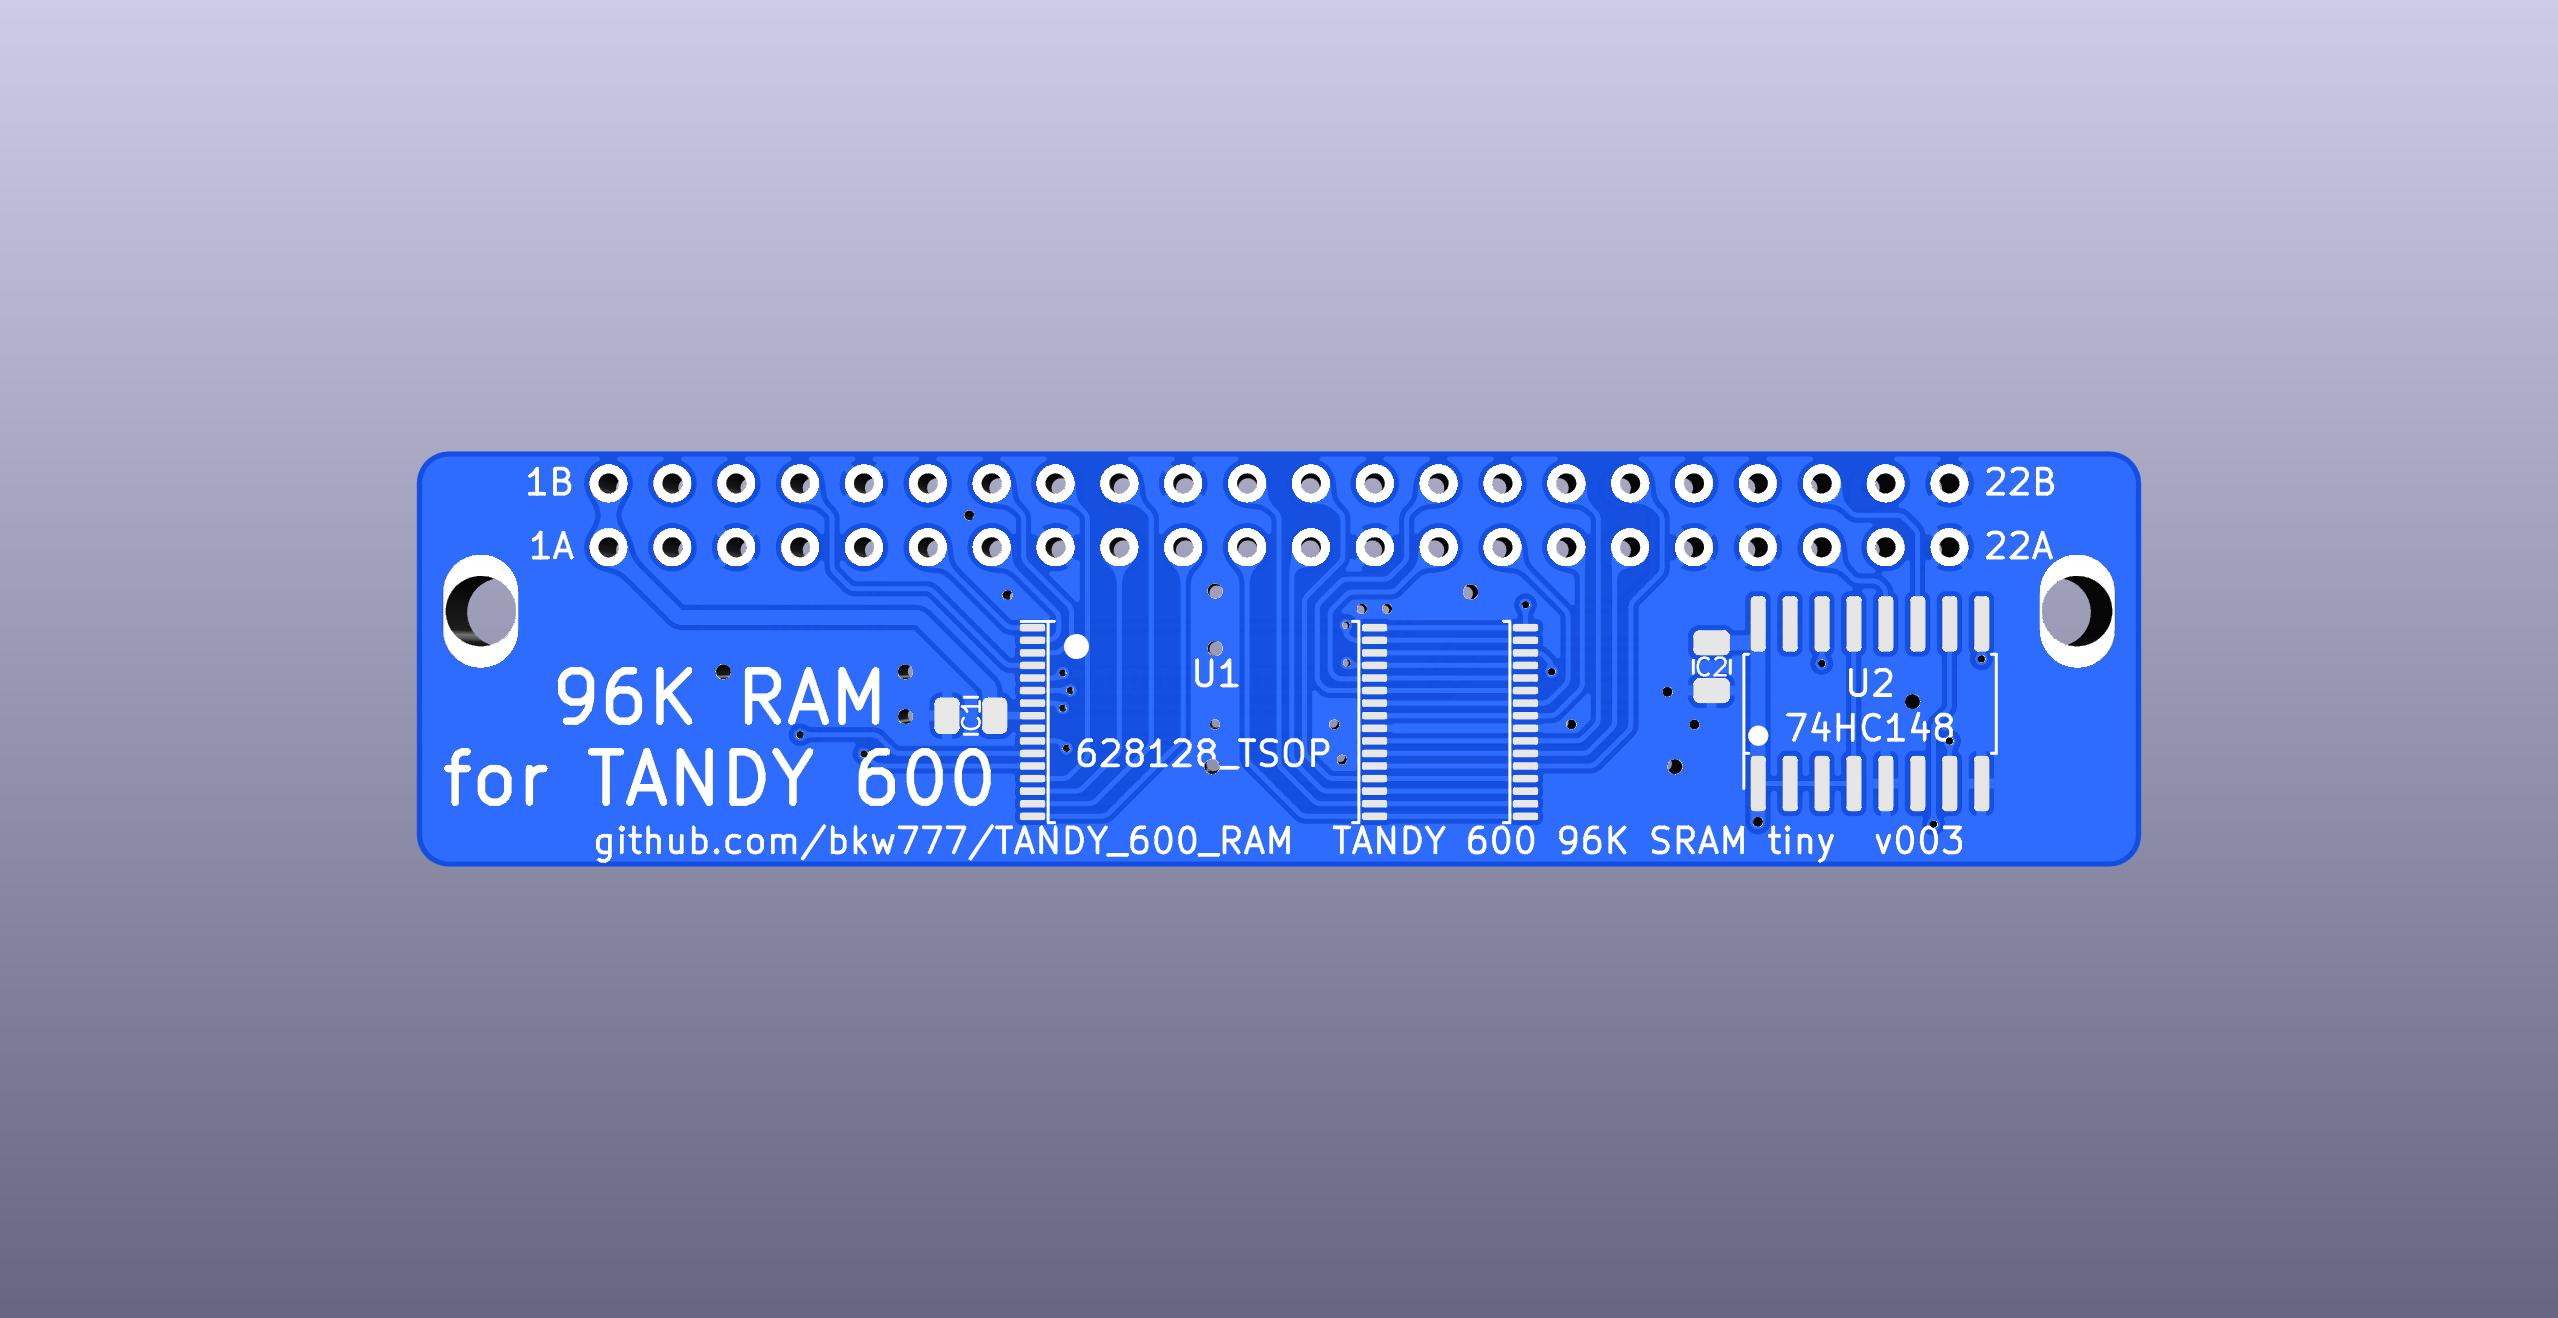 1B 22B
1A 22A
U1
C2
U2
96K RAM
C1
74HC148
628128_TSOP
for TANDY 600
github.com/bkw777/TANDY_600_RAM TANDY 600 96K SRAM tiny v003